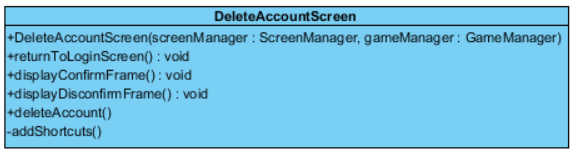 DeleteAccountScreen
+DeleteAccountScreen(screenManager : ScreenManager, gameManager : GameManager)
+returnToLoginScreen() : void
+displayConfirmFrame() : void
+displayDisconfirmFrame() : void
+deleteAccount()
-addShortcuts()